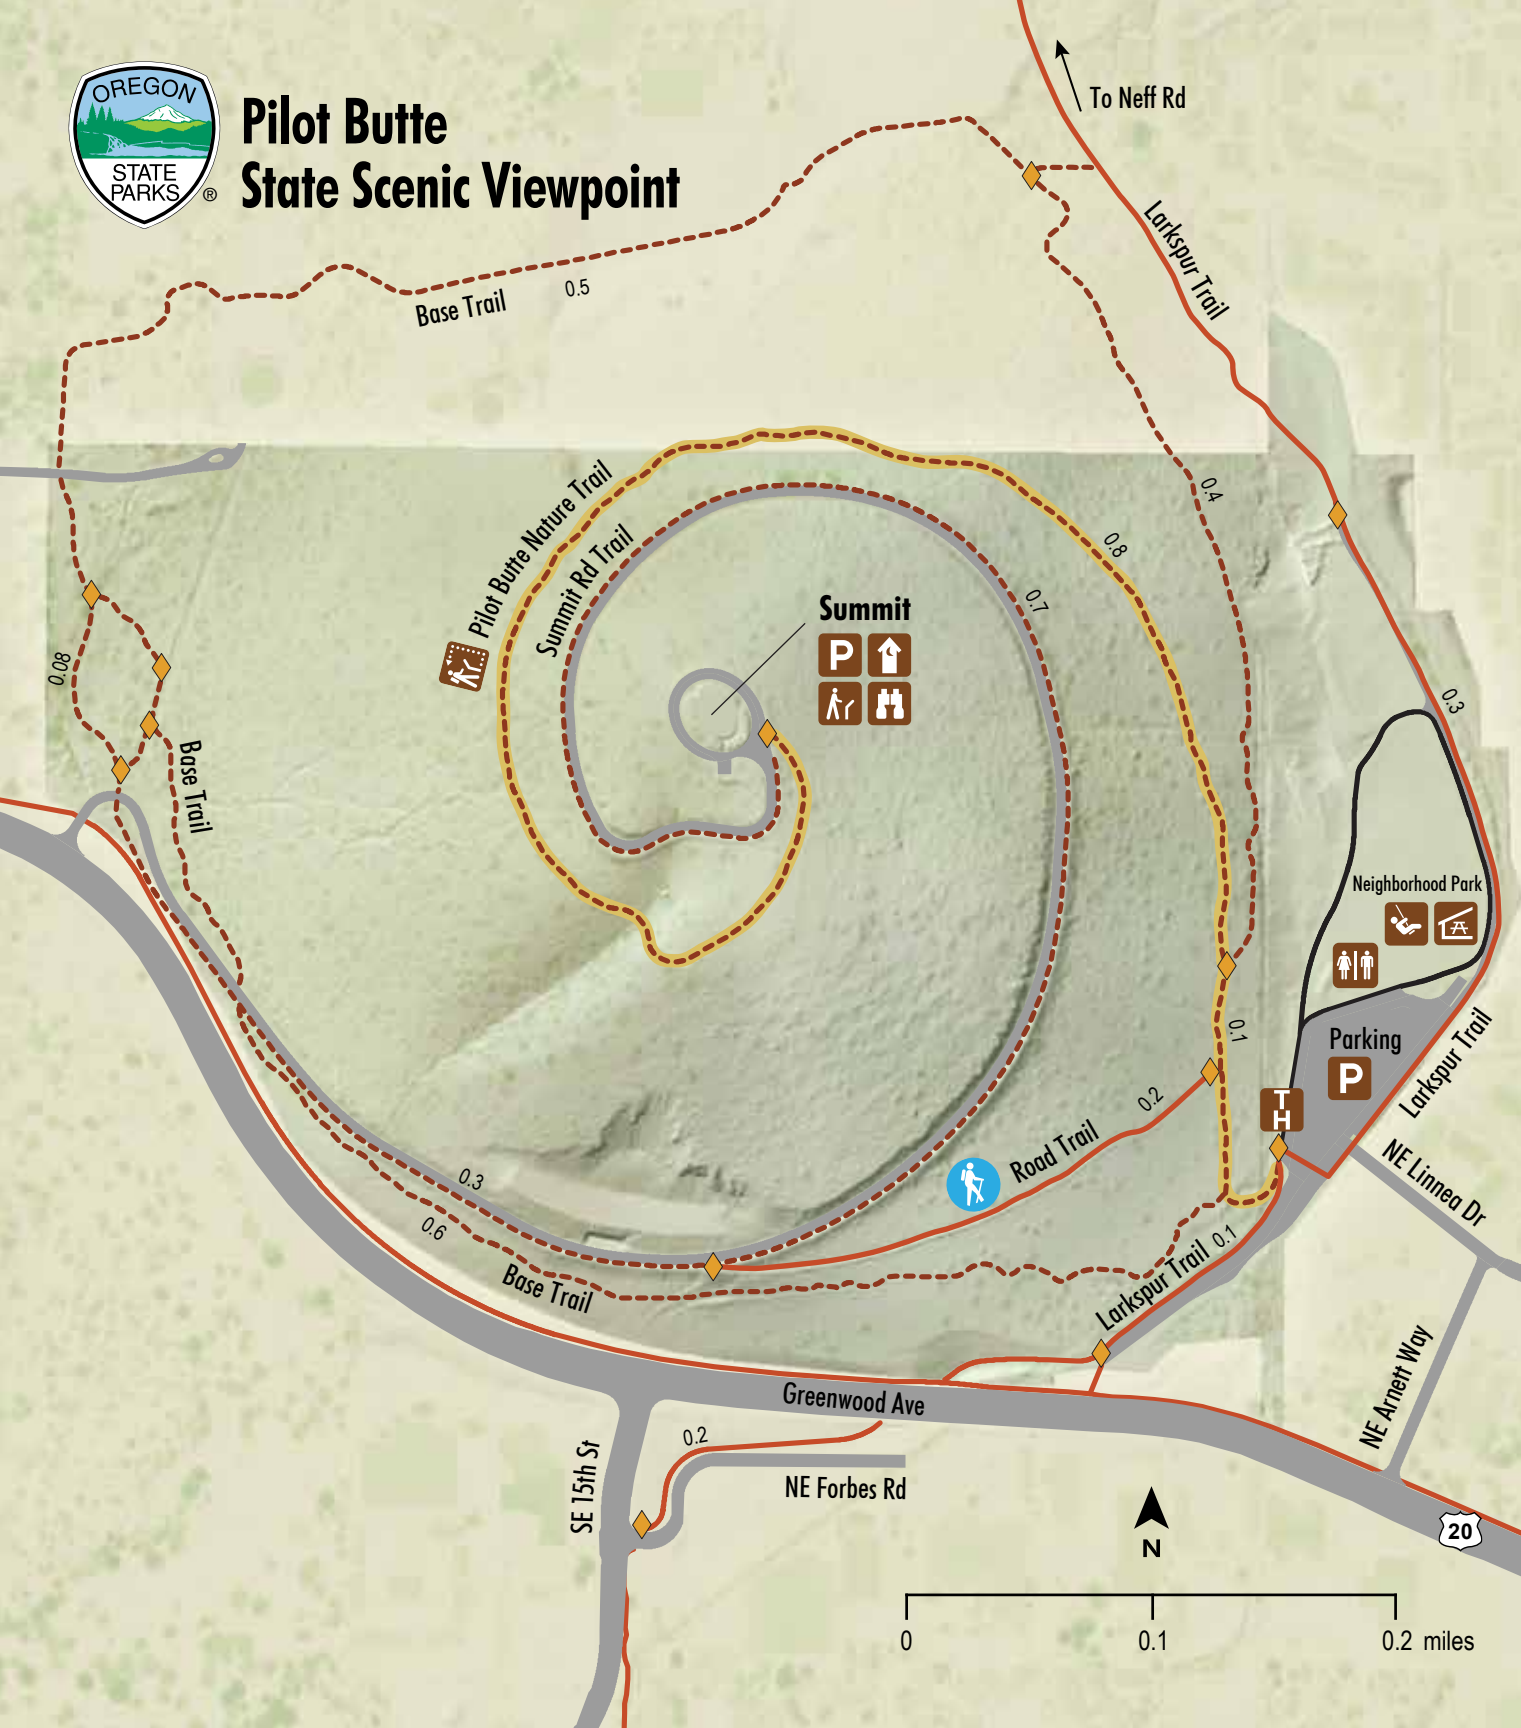 OREGON
STATE
PARKS
®
Pilot Butte
State Scenic Viewpoint
To Neff Rd
Larkspur Trail
Base Trail
0.5
0.4
0.8
Pilot Butte Nature Trail
Summit Rd Trail
0.7
Summit
P
0.08
0.3
Base Trail
Neighborhood Park
0.1
Parking
P
Larkspur Trail
T
H
0.2
Road Trail
NE Linnea Dr
0.3
0.6
Base Trail
Larkspur Trail
0.1
Greenwood Ave
NE Arnett Way
0.2
SE 15th St
NE Forbes Rd
20
N
0
0.1
0.2 miles